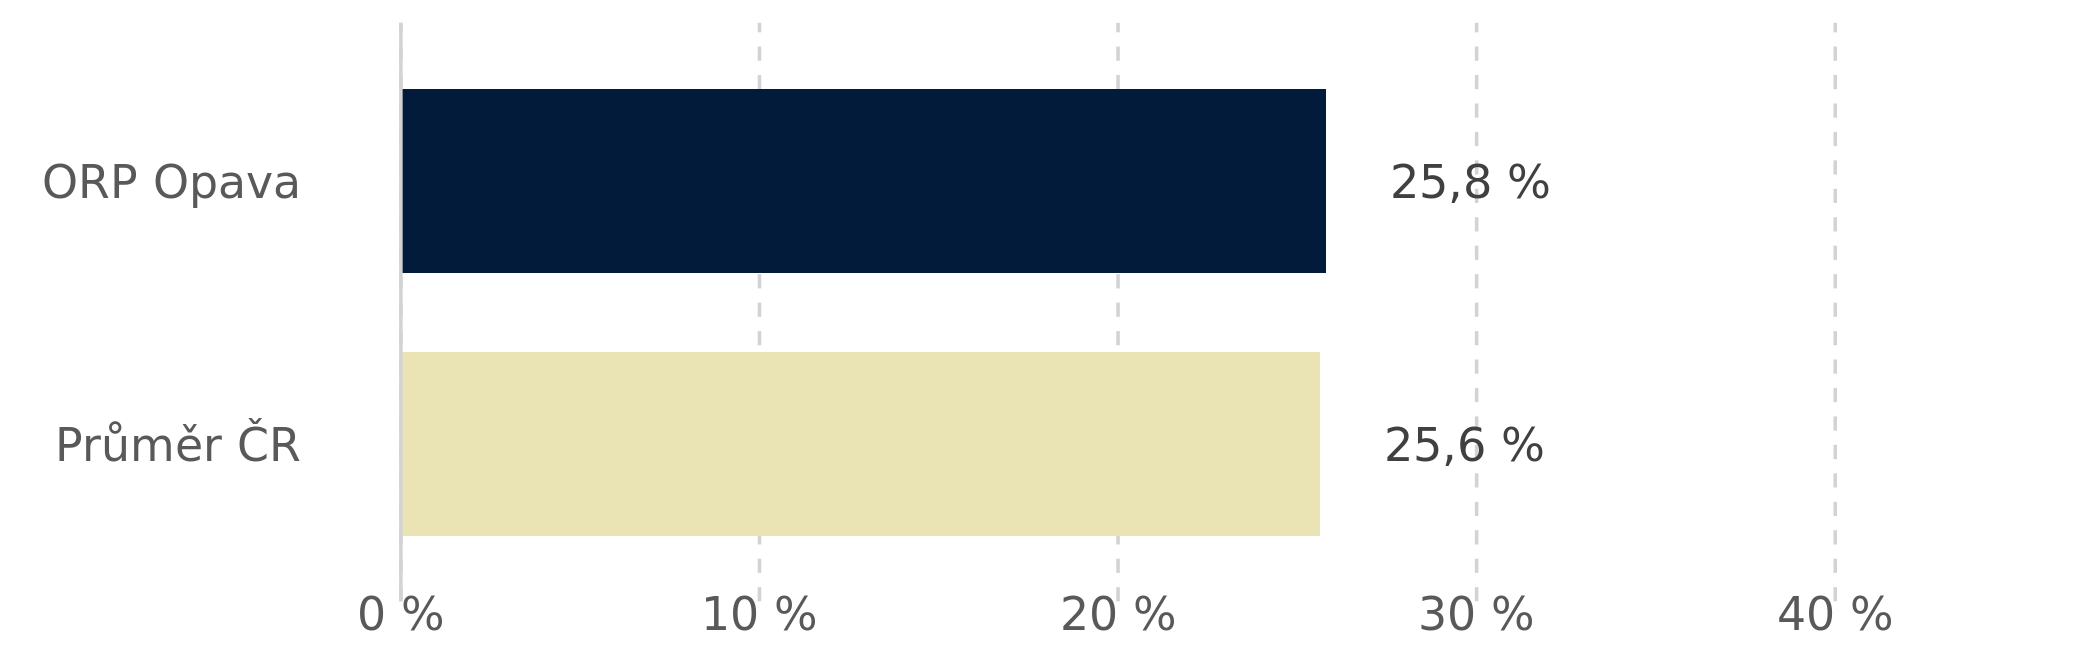 ORP Opava 25,8 %
Průměr ČR 25,6 %
0 % 10 % 20 % 30 % 40 %